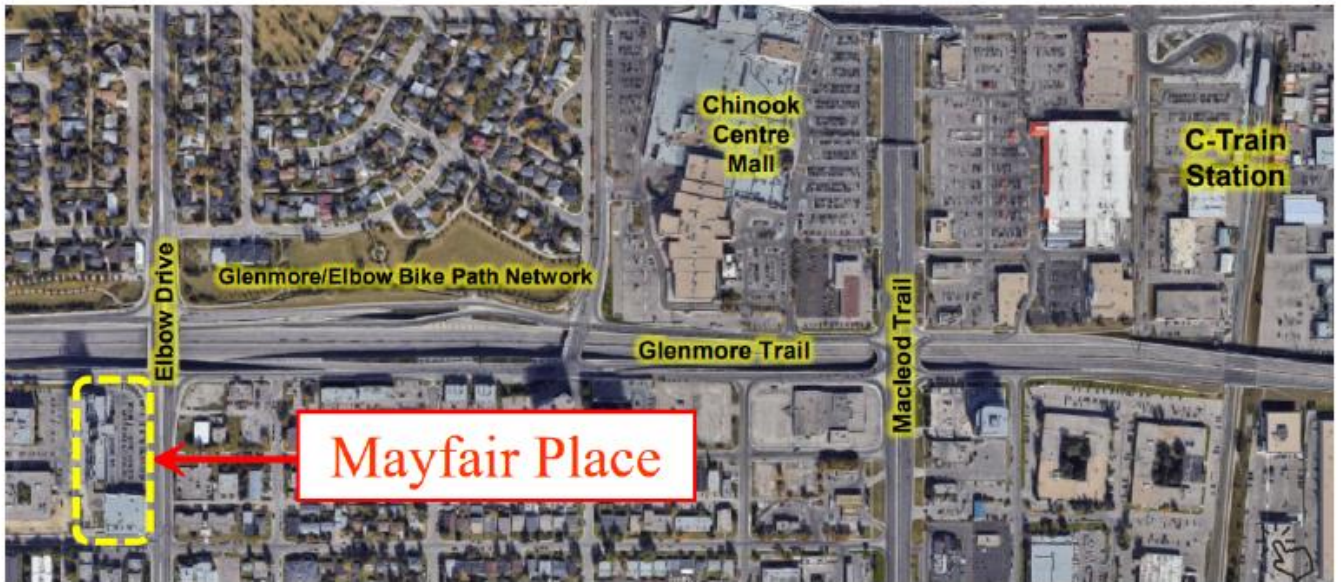 Chinook
Centre
Mall
C-Train
Station
Elbow Drive
Glenmore/Elbow Bike Path Network
Glenmore Trail
Macleod Trail
Mayfair Place